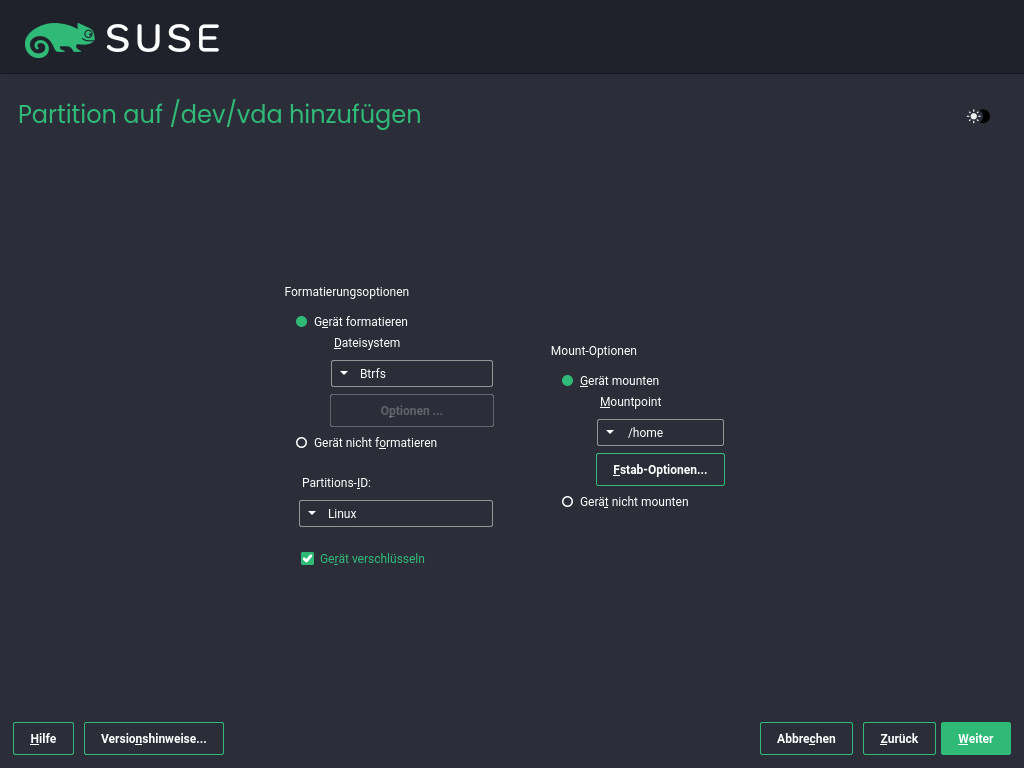 SUSE
Partition auf /dev/vda hinzufügen
Formatierungsoptionen
Gerät formatieren
Dateisystem
Btrfs
Optionen ...
Gerät nicht formatieren
Partitions-ID:
Linux
Gerät verschlüsseln
Mount-Optionen
Gerät mounten
Mountpoint
/home
Fstab-Optionen...
Gerät nicht mounten
Hilfe
Versionshinweise...
Abbrechen
Zurück
Weiter